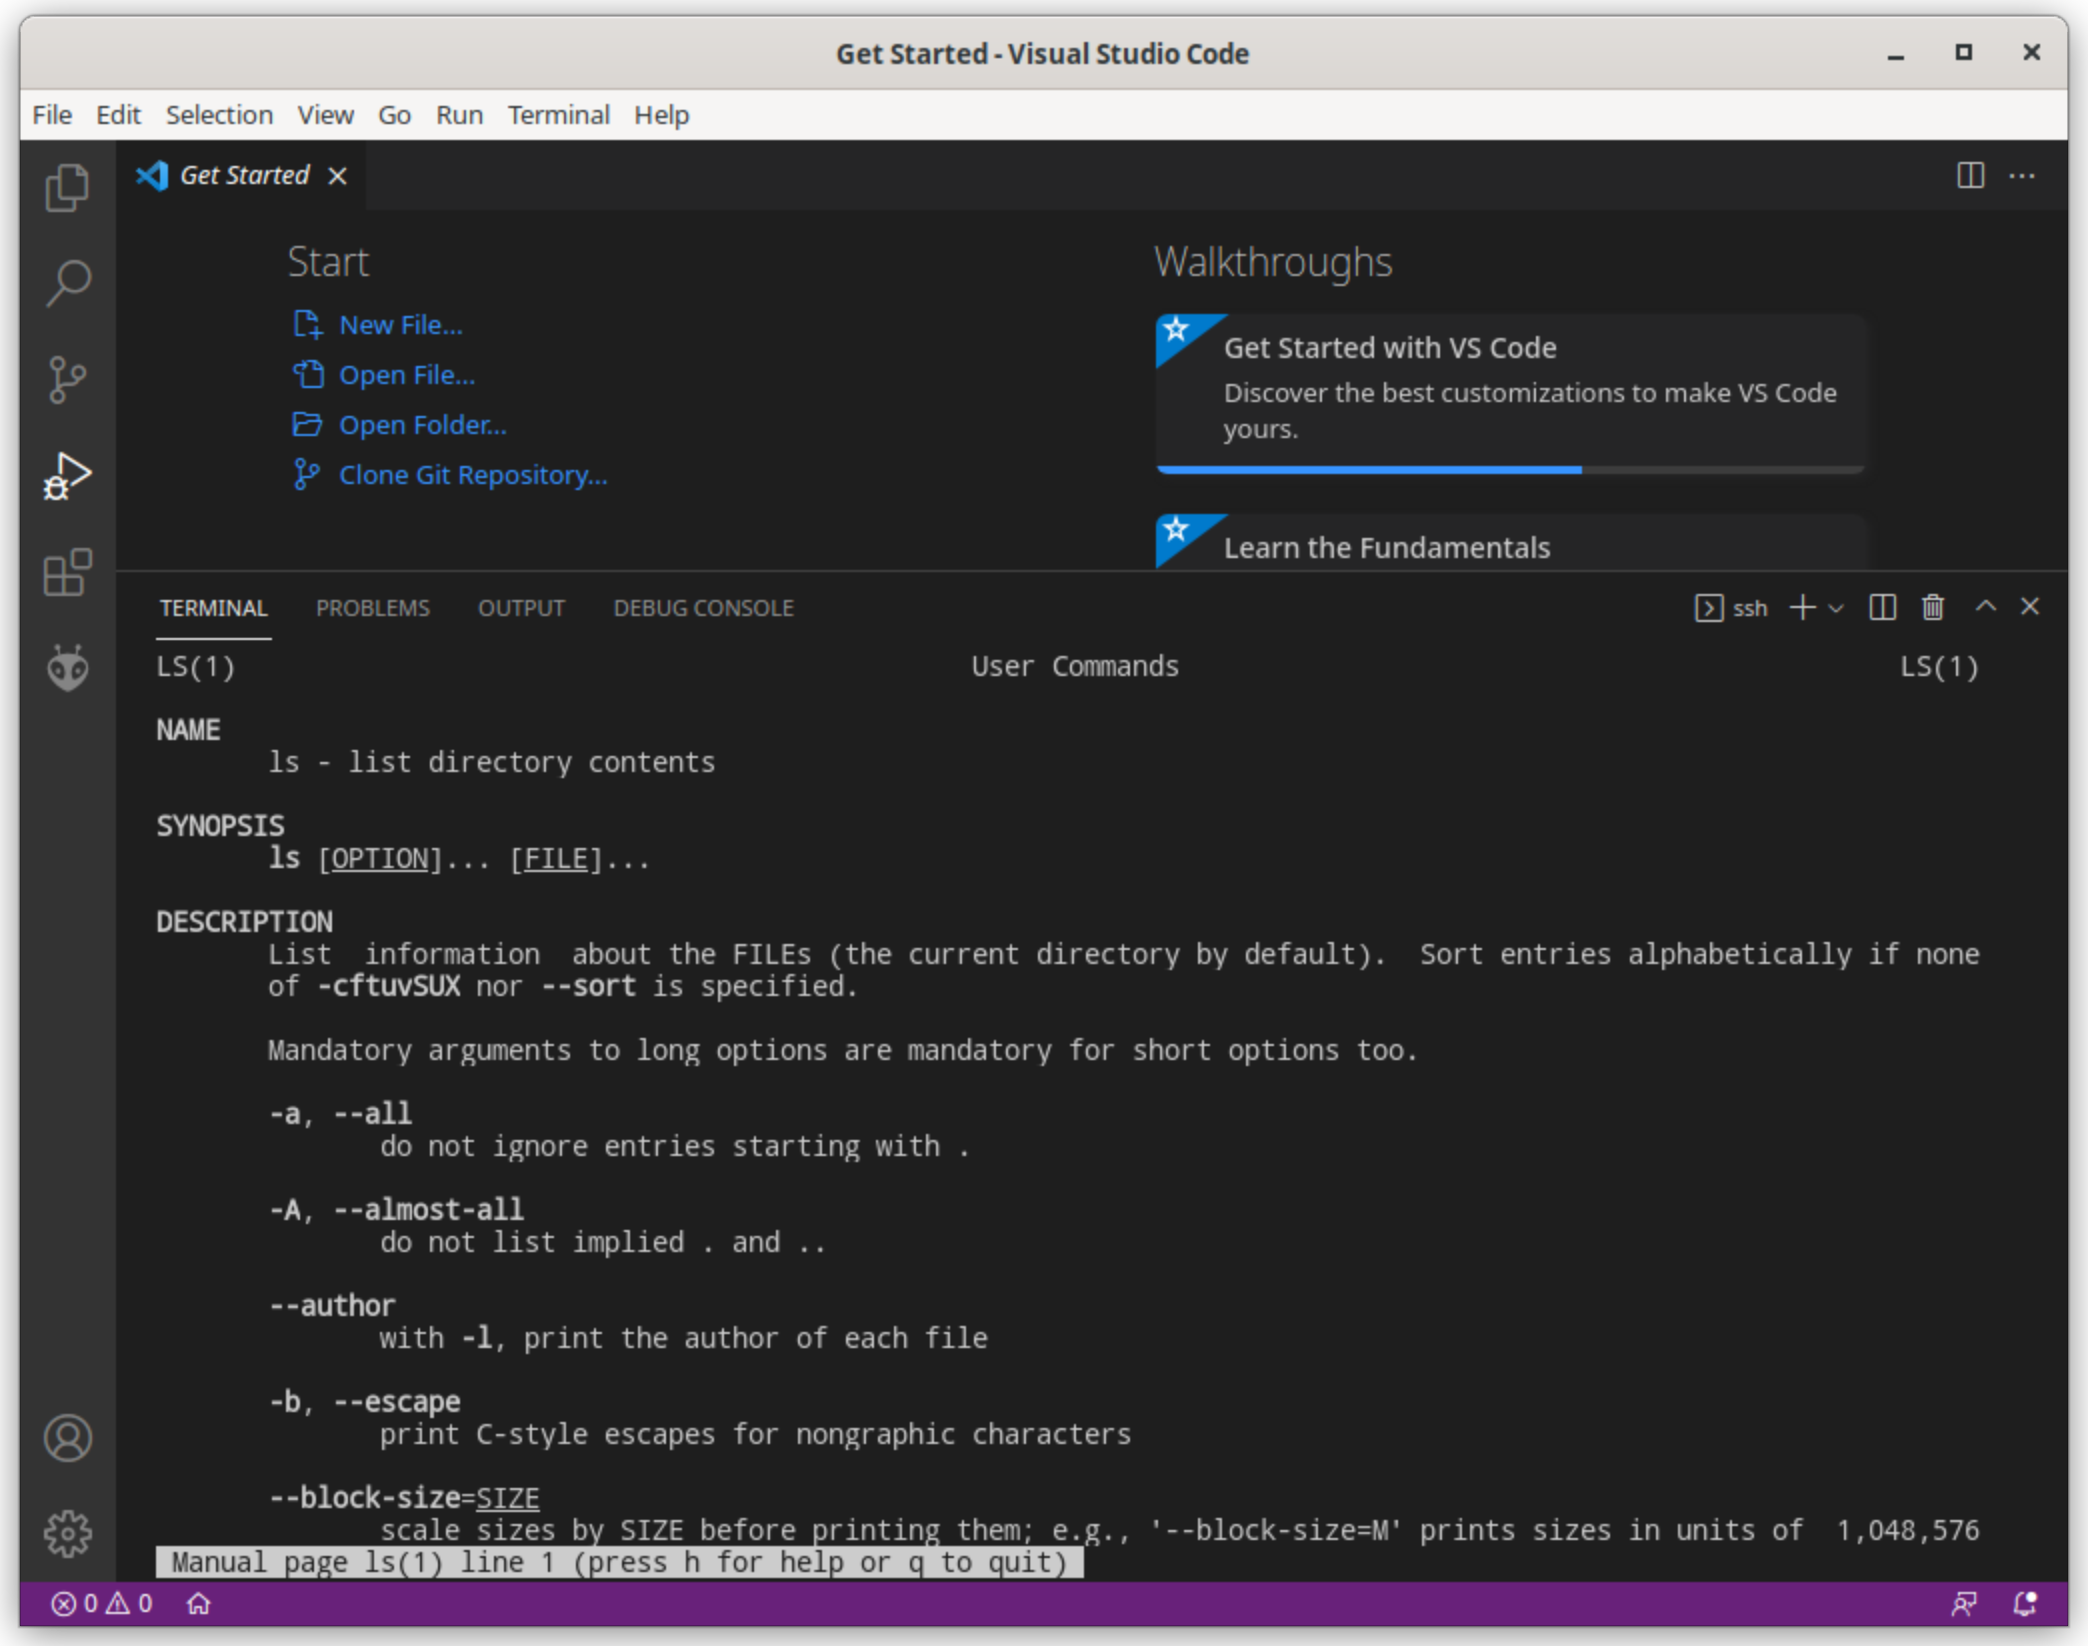 Get Started - Visual Studio Code
File Edit Selection View Go Run Terminal Help
Get Started
Start
New File...
Open File...
Open Folder...
Clone Git Repository...
Walkthroughs
Get Started with VS Code
Discover the best customizations to make VS Code
yours.
Learn the Fundamentals
TERMINAL PROBLEMS OUTPUT DEBUG CONSOLE ssh
LS(1) User Commands LS(1)
NAME
ls - list directory contents
SYNOPSIS
ls [OPTION]... [FILE]...
DESCRIPTION
List information about the FILEs (the current directory by default). Sort entries alphabetically if none
of -cftuvSUX nor --sort is specified.
Mandatory arguments to long options are mandatory for short options too.
-a, --all
do not ignore entries starting with .
-A, --almost-all
do not list implied . and ..
--author
with -l, print the author of each file
-b, --escape
print C-style escapes for nongraphic characters
--block-size=SIZE
scale sizes by SIZE before printing them; e.g., '--block-size=M' prints sizes in units of 1,048,576
Manual page ls(1) line 1 (press h for help or q to quit)
0 0